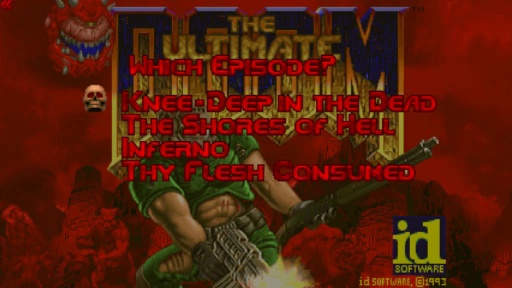 THE
ULTIMATE
DOOM
Which Episode?
Knee-Deep in the Dead
The Shores of Hell
Inferno
Thy Flesh Consumed
id
SOFTWARE
id SOFTWARE, ©1993